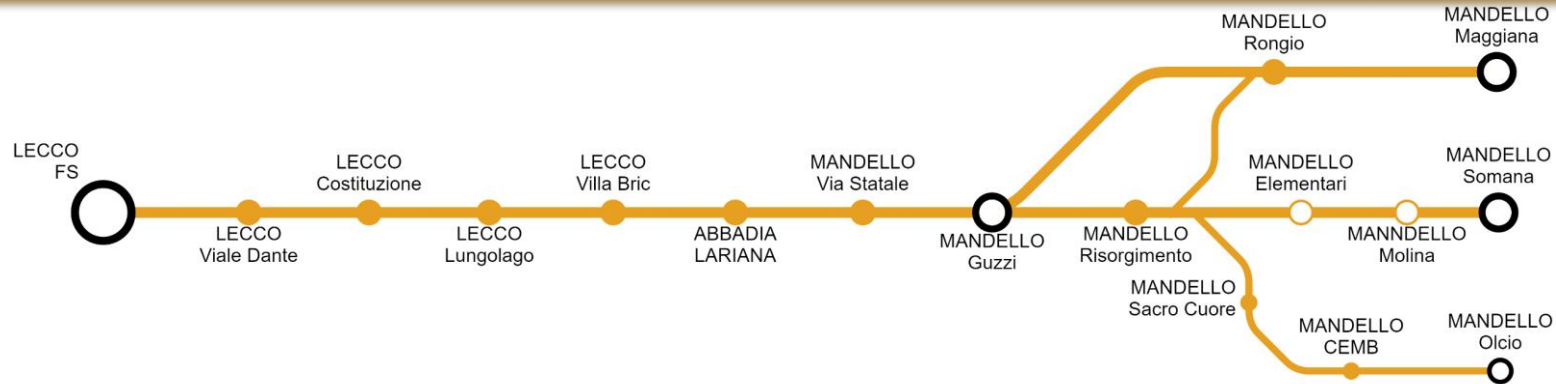 LECCO
FS
LECCO
Viale Dante
LECCO
Costituzione
LECCO
Lungolago
LECCO
Villa Bric
ABBADIA
LARIANA
MANDELLO
Via Statale
MANDELLO
Guzzi
MANDELLO
Risorgimento
MANDELLO
Rongio
MANDELLO
Maggiana
MANDELLO
Elementari
MANNDELLO
Molina
MANDELLO
Somana
MANDELLO
Sacro Cuore
MANDELLO
CEMB
MANDELLO
Olcio